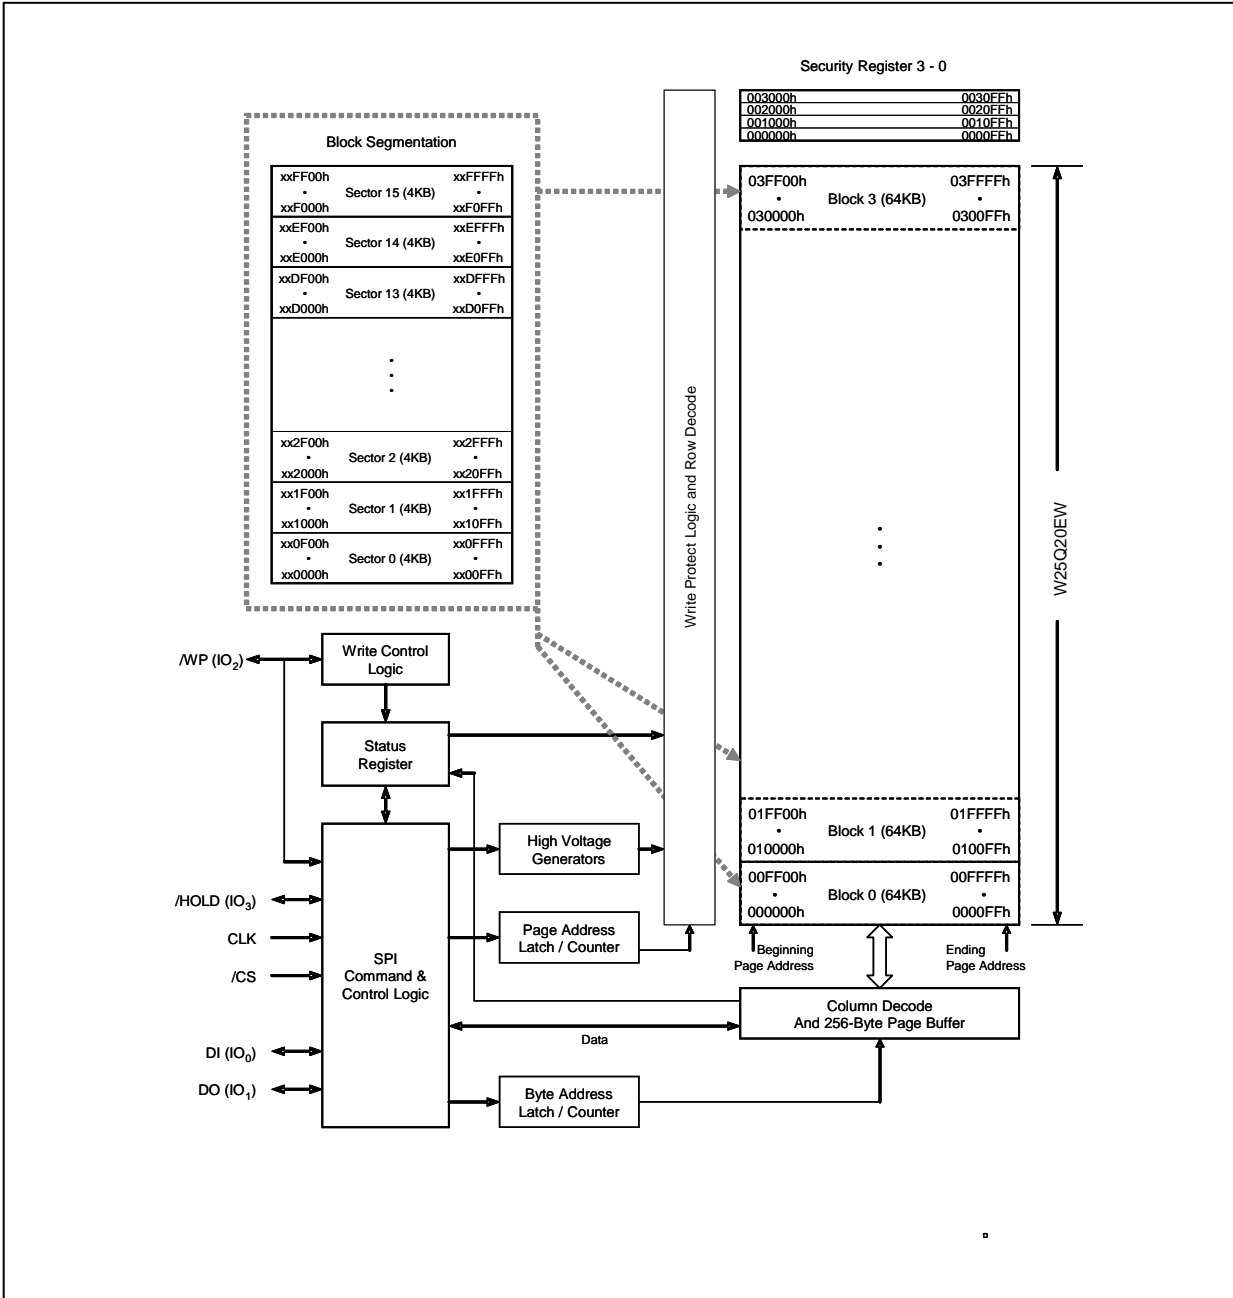 Security Register 3 - 0
003000h 0030FFh
002000h 0020FFh
001000h 0010FFh
000000h 0000FFh
Block Segmentation
xxFF00h xxFFFFh
Sector 15 (4KB)
xxF000h xxF0FFh
xxEF00h xxEFFFh
Sector 14 (4KB)
xxE000h xxE0FFh
xxDF00h xxDFFFh
Sector 13 (4KB)
xxD000h xxD0FFh
xx2F00h xx2FFFh
Sector 2 (4KB)
xx2000h xx20FFh
xx1F00h xx1FFFh
Sector 1 (4KB)
xx1000h xx10FFh
xx0F00h xx0FFFh
Sector 0 (4KB)
xx0000h xx00FFh
Write Protect Logic and Row Decode
03FF00h 03FFFFh
Block 3 (64KB)
030000h 0300FFh
W25Q20EW
01FF00h 01FFFFh
Block 1 (64KB)
010000h 0100FFh
00FF00h 00FFFFh
Block 0 (64KB)
000000h 0000FFh
Beginning
Page Address
Ending
Page Address
/WP (IO2)
Write Control
Logic
Status
Register
High Voltage
Generators
/HOLD (IO3)
CLK
/CS
DI (IO0)
DO (IO1)
SPI
Command &
Control Logic
Page Address
Latch / Counter
Column Decode
And 256-Byte Page Buffer
Data
Byte Address
Latch / Counter